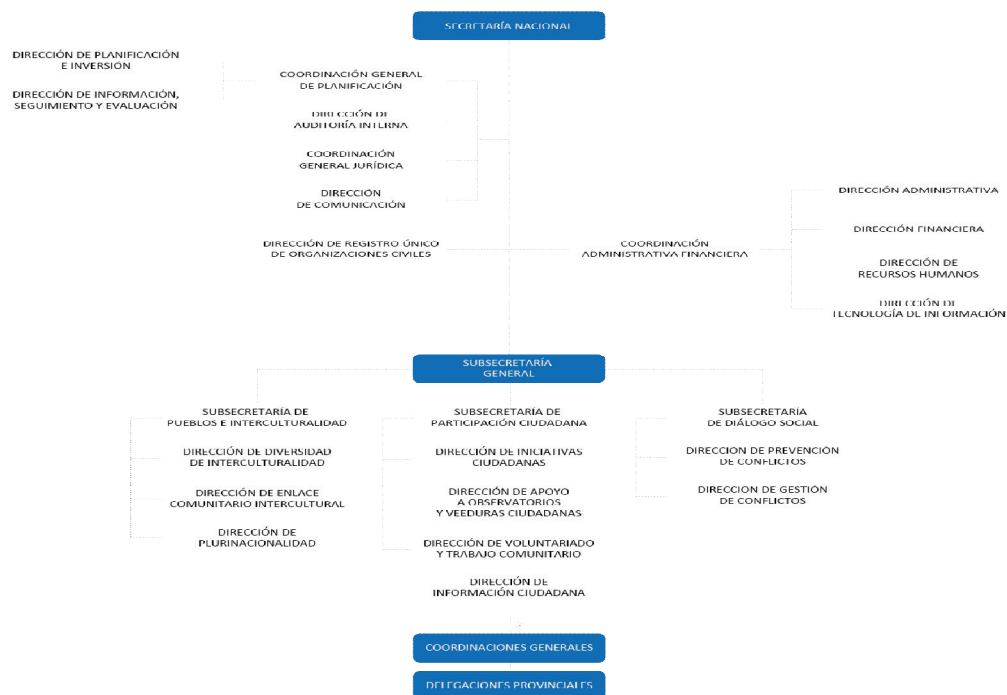 SECRETARÍA NACIONAL
DIRECCIÓN DE PLANIFICACIÓN
E INVERSIÓN
DIRECCIÓN DE INFORMACIÓN,
SEGUIMIENTO Y EVALUACIÓN
COORDINACIÓN GENERAL
DE PLANIFICACIÓN
DIRECCIÓN DE
AUDITORÍA INTERNA
COORDINACIÓN
GENERAL JURÍDICA
DIRECCIÓN
DE COMUNICACIÓN
DIRECCIÓN DE REGISTRO ÚNICO
DE ORGANIZACIONES CIVILES
COORDINACIÓN
ADMINISTRATIVA FINANCIERA
DIRECCIÓN ADMINISTRATIVA
DIRECCIÓN FINANCIERA
DIRECCIÓN DE
RECURSOS HUMANOS
DIRECCIÓN DE
TECNOLOGÍA DE INFORMACIÓN
SUBSECRETARÍA
GENERAL
SUBSECRETARÍA DE
PUEBLOS E INTERCULTURALIDAD
DIRECCIÓN DE DIVERSIDAD
DE INTERCULTURALIDAD
DIRECCIÓN DE ENLACE
COMUNITARIO INTERCULTURAL
DIRECCIÓN DE
PLURINACIONALIDAD
SUBSECRETARÍA DE
PARTICIPACIÓN CIUDADANA
DIRECCIÓN DE INICIATIVAS
CIUDADANAS
DIRECCIÓN DE APOYO
A OBSERVATORIOS
Y VEEDURAS CIUDADANAS
DIRECCIÓN DE VOLUNTARIADO
Y TRABAJO COMUNITARIO
DIRECCIÓN DE
INFORMACIÓN CIUDADANA
SUBSECRETARÍA
DE DIÁLOGO SOCIAL
DIRECCION DE PREVENCIÓN
DE CONFLICTOS
DIRECCION DE GESTIÓN
DE CONFLICTOS
COORDINACIONES GENERALES
DELEGACIONES PROVINCIALES